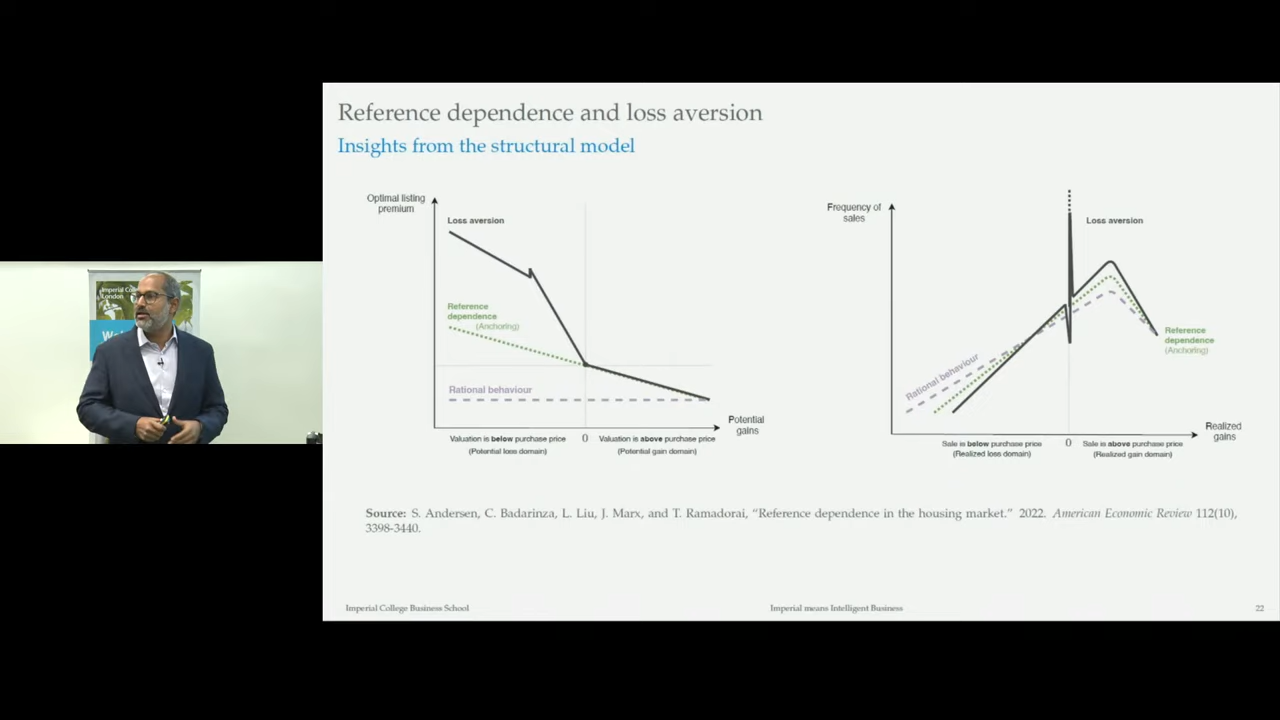 Reference dependence and loss aversion
Insights from the structural model
Optimal listing
premium
Loss aversion
Reference
dependence
(Anchoring)
Rational behaviour
Potential
gains
Valuation is below purchase price
(Potential loss domain)
0
Valuation is above purchase price
(Potential gain domain)
Frequency of
sales
Loss aversion
Reference
dependence
(Anchoring)
Rational behaviour
Realized
gains
Sale is below purchase price
(Realized loss domain)
0
Sale is above purchase price
(Realized gain domain)
Source: S. Andersen, C. Badarinza, L. Liu, J. Marx, and T. Ramadorai, “Reference dependence in the housing market.” 2022. American Economic Review 112(10),
3398-3440.
Imperial College Business School
Imperial means Intelligent Business
22
Imperial
London